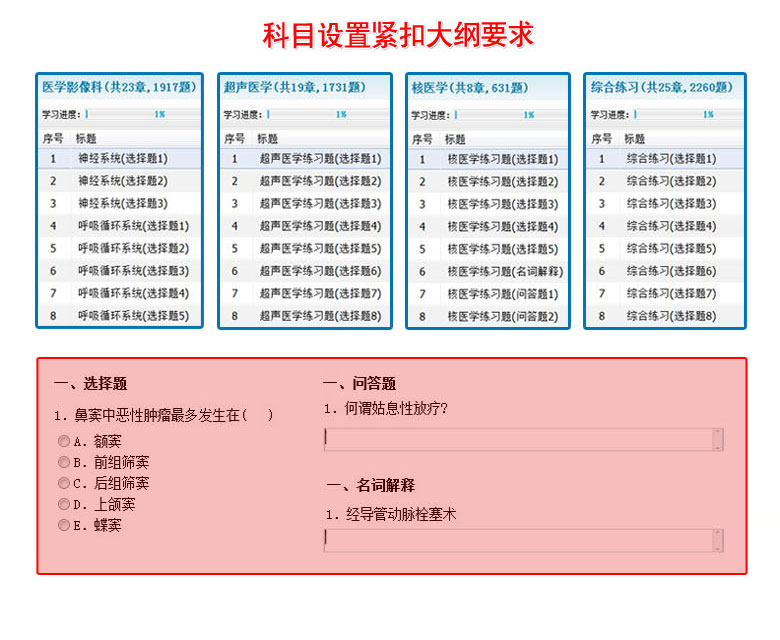 科目设置紧扣大纲要求
医学影像科(共23章,1917题)
学习进度: 1%
序号 标题
1 神经系统(选择题1)
2 神经系统(选择题2)
3 神经系统(选择题3)
4 呼吸循环系统(选择题1)
5 呼吸循环系统(选择题2)
6 呼吸循环系统(选择题3)
7 呼吸循环系统(选择题4)
8 呼吸循环系统(选择题5)
超声医学(共19章,1731题)
学习进度: 1%
序号 标题
1 超声医学练习题(选择题1)
2 超声医学练习题(选择题2)
3 超声医学练习题(选择题3)
4 超声医学练习题(选择题4)
5 超声医学练习题(选择题5)
6 超声医学练习题(选择题6)
7 超声医学练习题(选择题7)
8 超声医学练习题(选择题8)
核医学(共8章,631题)
学习进度: 1%
序号 标题
1 核医学练习题(选择题1)
2 核医学练习题(选择题2)
3 核医学练习题(选择题3)
4 核医学练习题(选择题4)
5 核医学练习题(选择题5)
6 核医学练习题(名词解释)
7 核医学练习题(问答题1)
8 核医学练习题(问答题2)
综合练习(共25章,2260题)
学习进度: 1%
序号 标题
1 综合练习(选择题1)
2 综合练习(选择题2)
3 综合练习(选择题3)
4 综合练习(选择题4)
5 综合练习(选择题5)
6 综合练习(选择题6)
7 综合练习(选择题7)
8 综合练习(选择题8)
一、选择题
1. 鼻窦中恶性肿瘤最多发生在( )
A. 额窦
B. 前组筛窦
C. 后组筛窦
D. 上颌窦
E. 蝶窦
一、问答题
1. 何谓姑息性放疗?
一、名词解释
1. 经导管动脉栓塞术